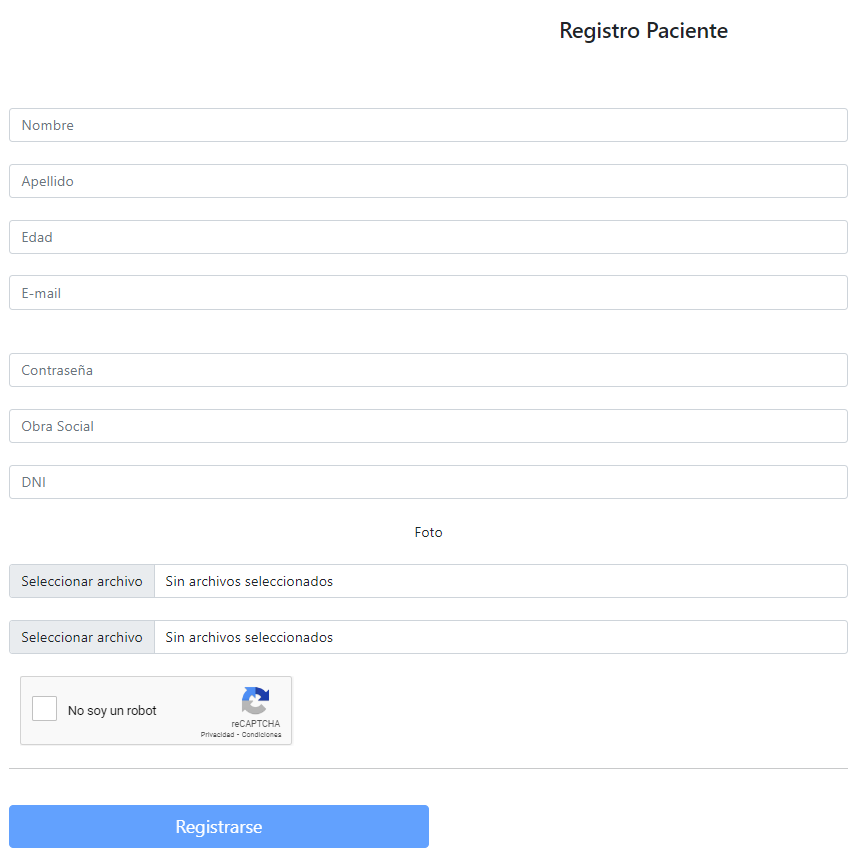 Registro Paciente
Nombre
Apellido
Edad
E-mail
Contraseña
Obra Social
DNI
Foto
Seleccionar archivo Sin archivos seleccionados
Seleccionar archivo Sin archivos seleccionados
No soy un robot
reCAPTCHA
Privacidad - Condiciones
Registrarse